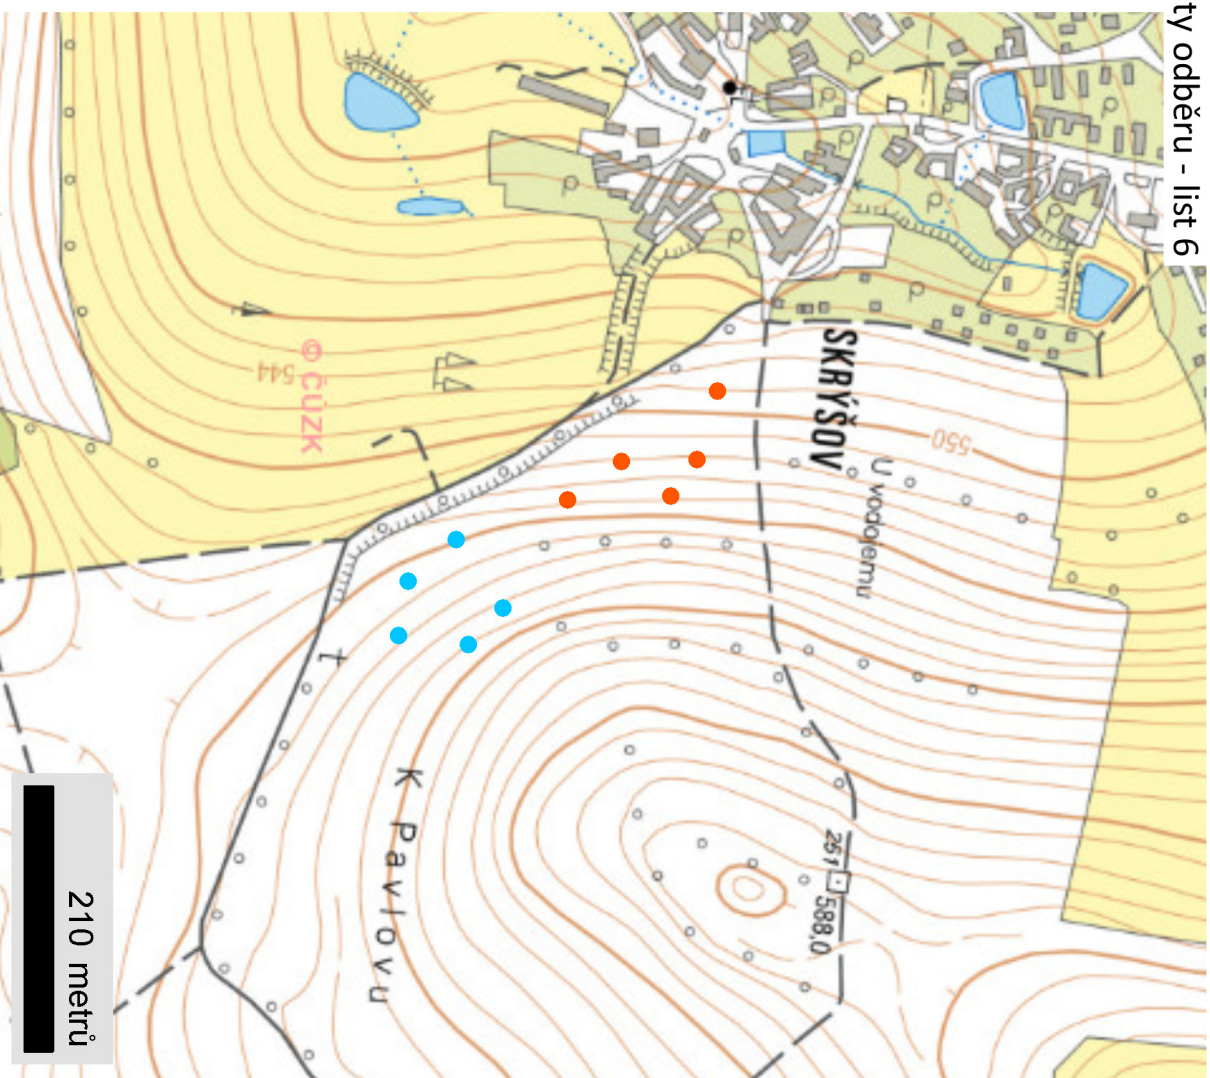 ty odběru - list 6
SKRÝŠOV
U vodojemu
550
544
© ČÚZK
K Pavlovu
251 588,0
210 metrů